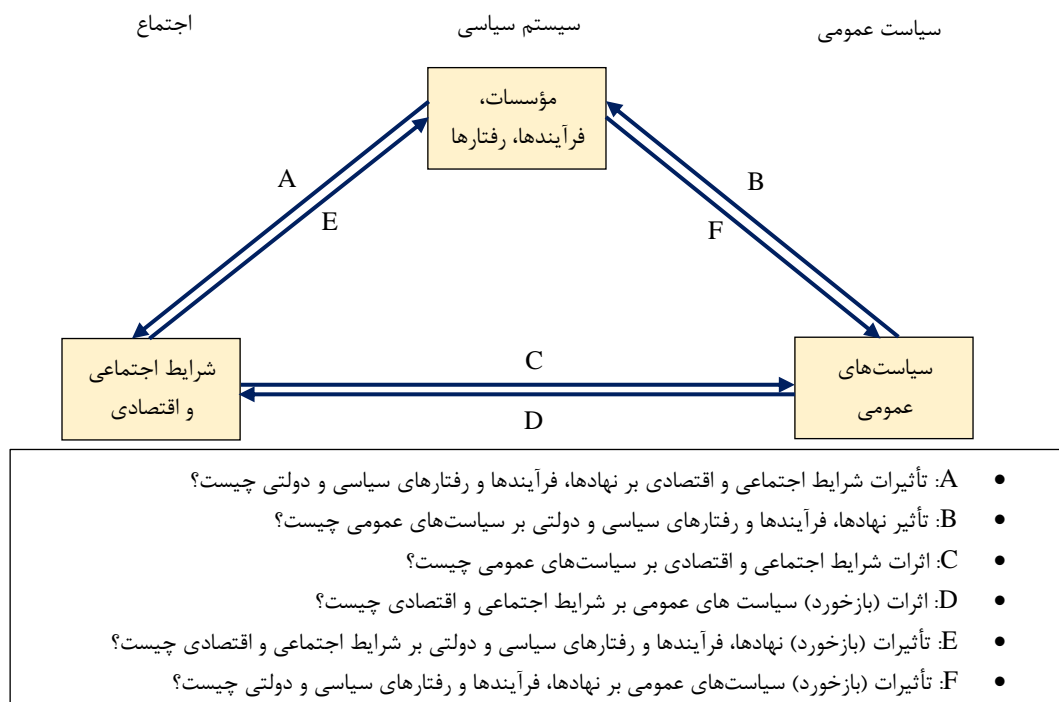 سیاست عمومی
سیستم سیاسی
اجتماع
مؤسسات،
فرآیندها، رفتارها
A
E
B
F
شرایط اجتماعی
و اقتصادی
C
D
سیاست‌های
عمومی
• A: تأثیرات شرایط اجتماعی و اقتصادی بر نهادها، فرآیندها و رفتارهای سیاسی و دولتی چیست؟
• B: تأثیر نهادها، فرآیندها و رفتارهای سیاسی و دولتی بر سیاست‌های عمومی چیست؟
• C: اثرات شرایط اجتماعی و اقتصادی بر سیاست‌های عمومی چیست؟
• D: اثرات (بازخورد) سیاست های عمومی بر شرایط اجتماعی و اقتصادی چیست؟
• E: تأثیرات (بازخورد) نهادها، فرآیندها و رفتارهای سیاسی و دولتی بر شرایط اجتماعی و اقتصادی چیست؟
• F: تأثیرات (بازخورد) سیاست‌های عمومی بر نهادها، فرآیندها و رفتارهای سیاسی و دولتی چیست؟